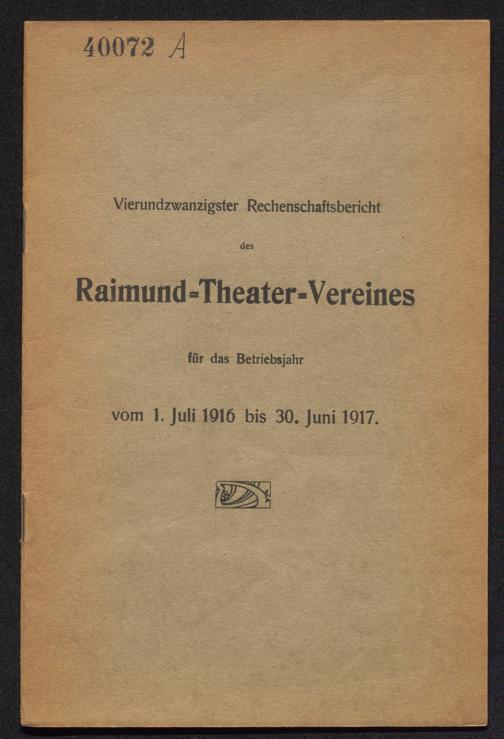 40072 A
Vierundzwanzigster Rechenschaftsbericht
des
Raimund-Theater-Vereines
für das Betriebsjahr
vom 1. Juli 1916 bis 30. Juni 1917.